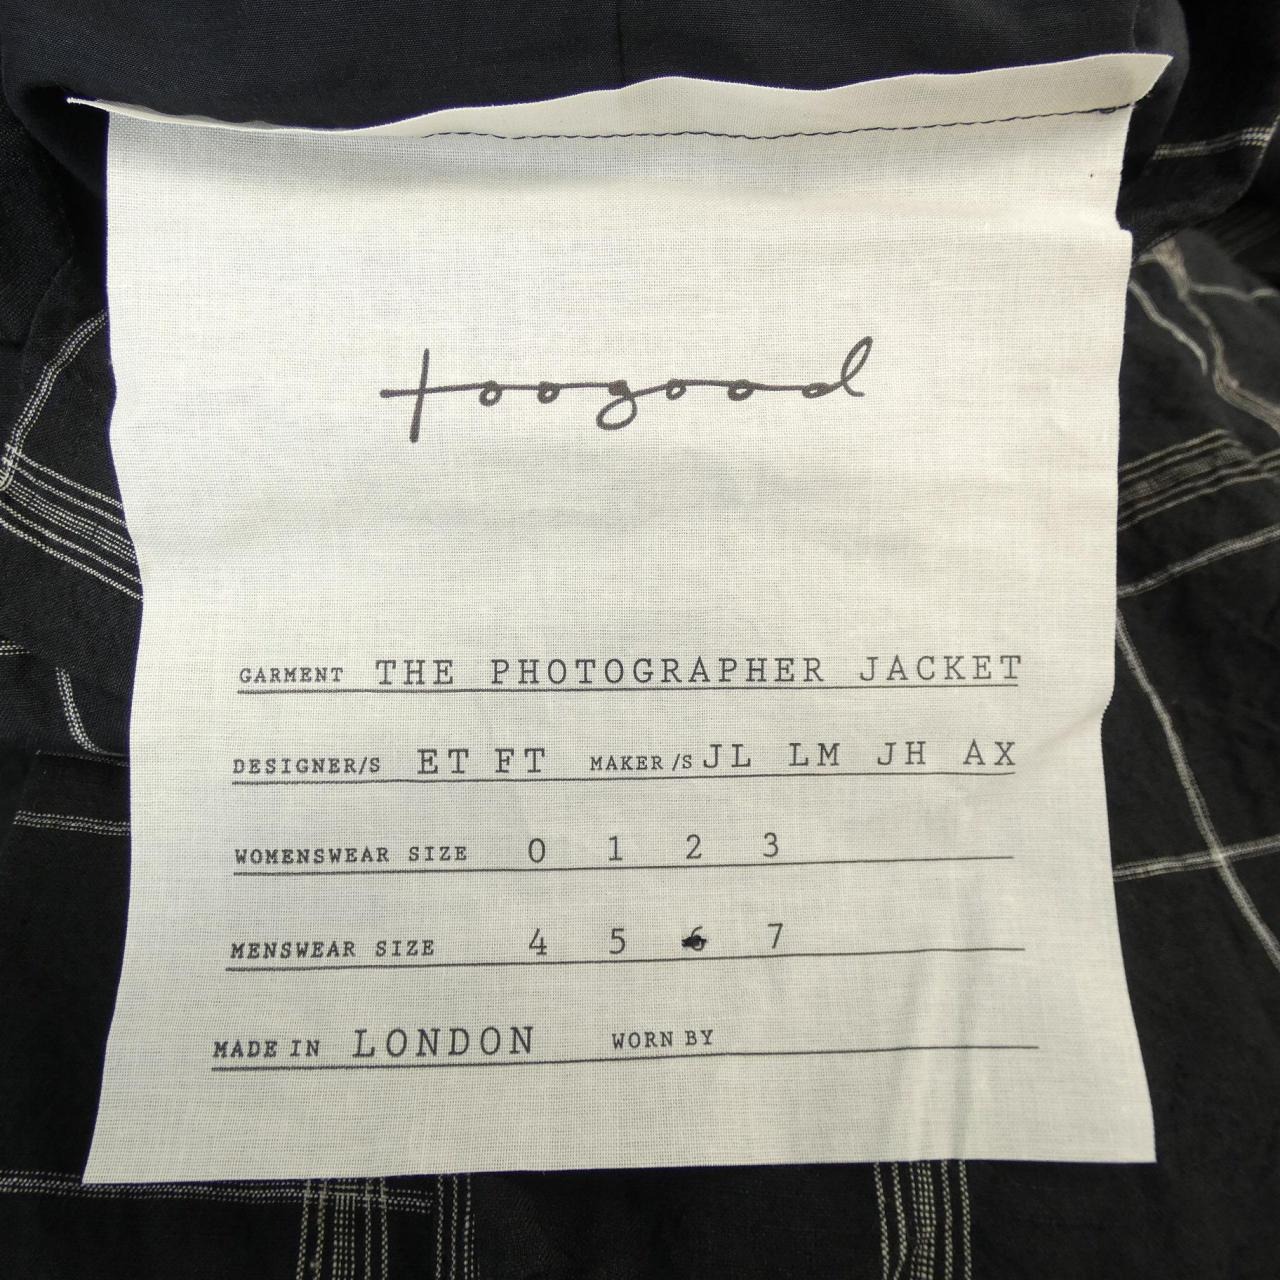 toogood
GARMENT THE PHOTOGRAPHER JACKET
DESIGNER/S ET FT MAKER/S JL LM JH AX
WOMENSWEAR SIZE 0 1 2 3
MENSWEAR SIZE 4 5 6 7
MADE IN LONDON WORN BY